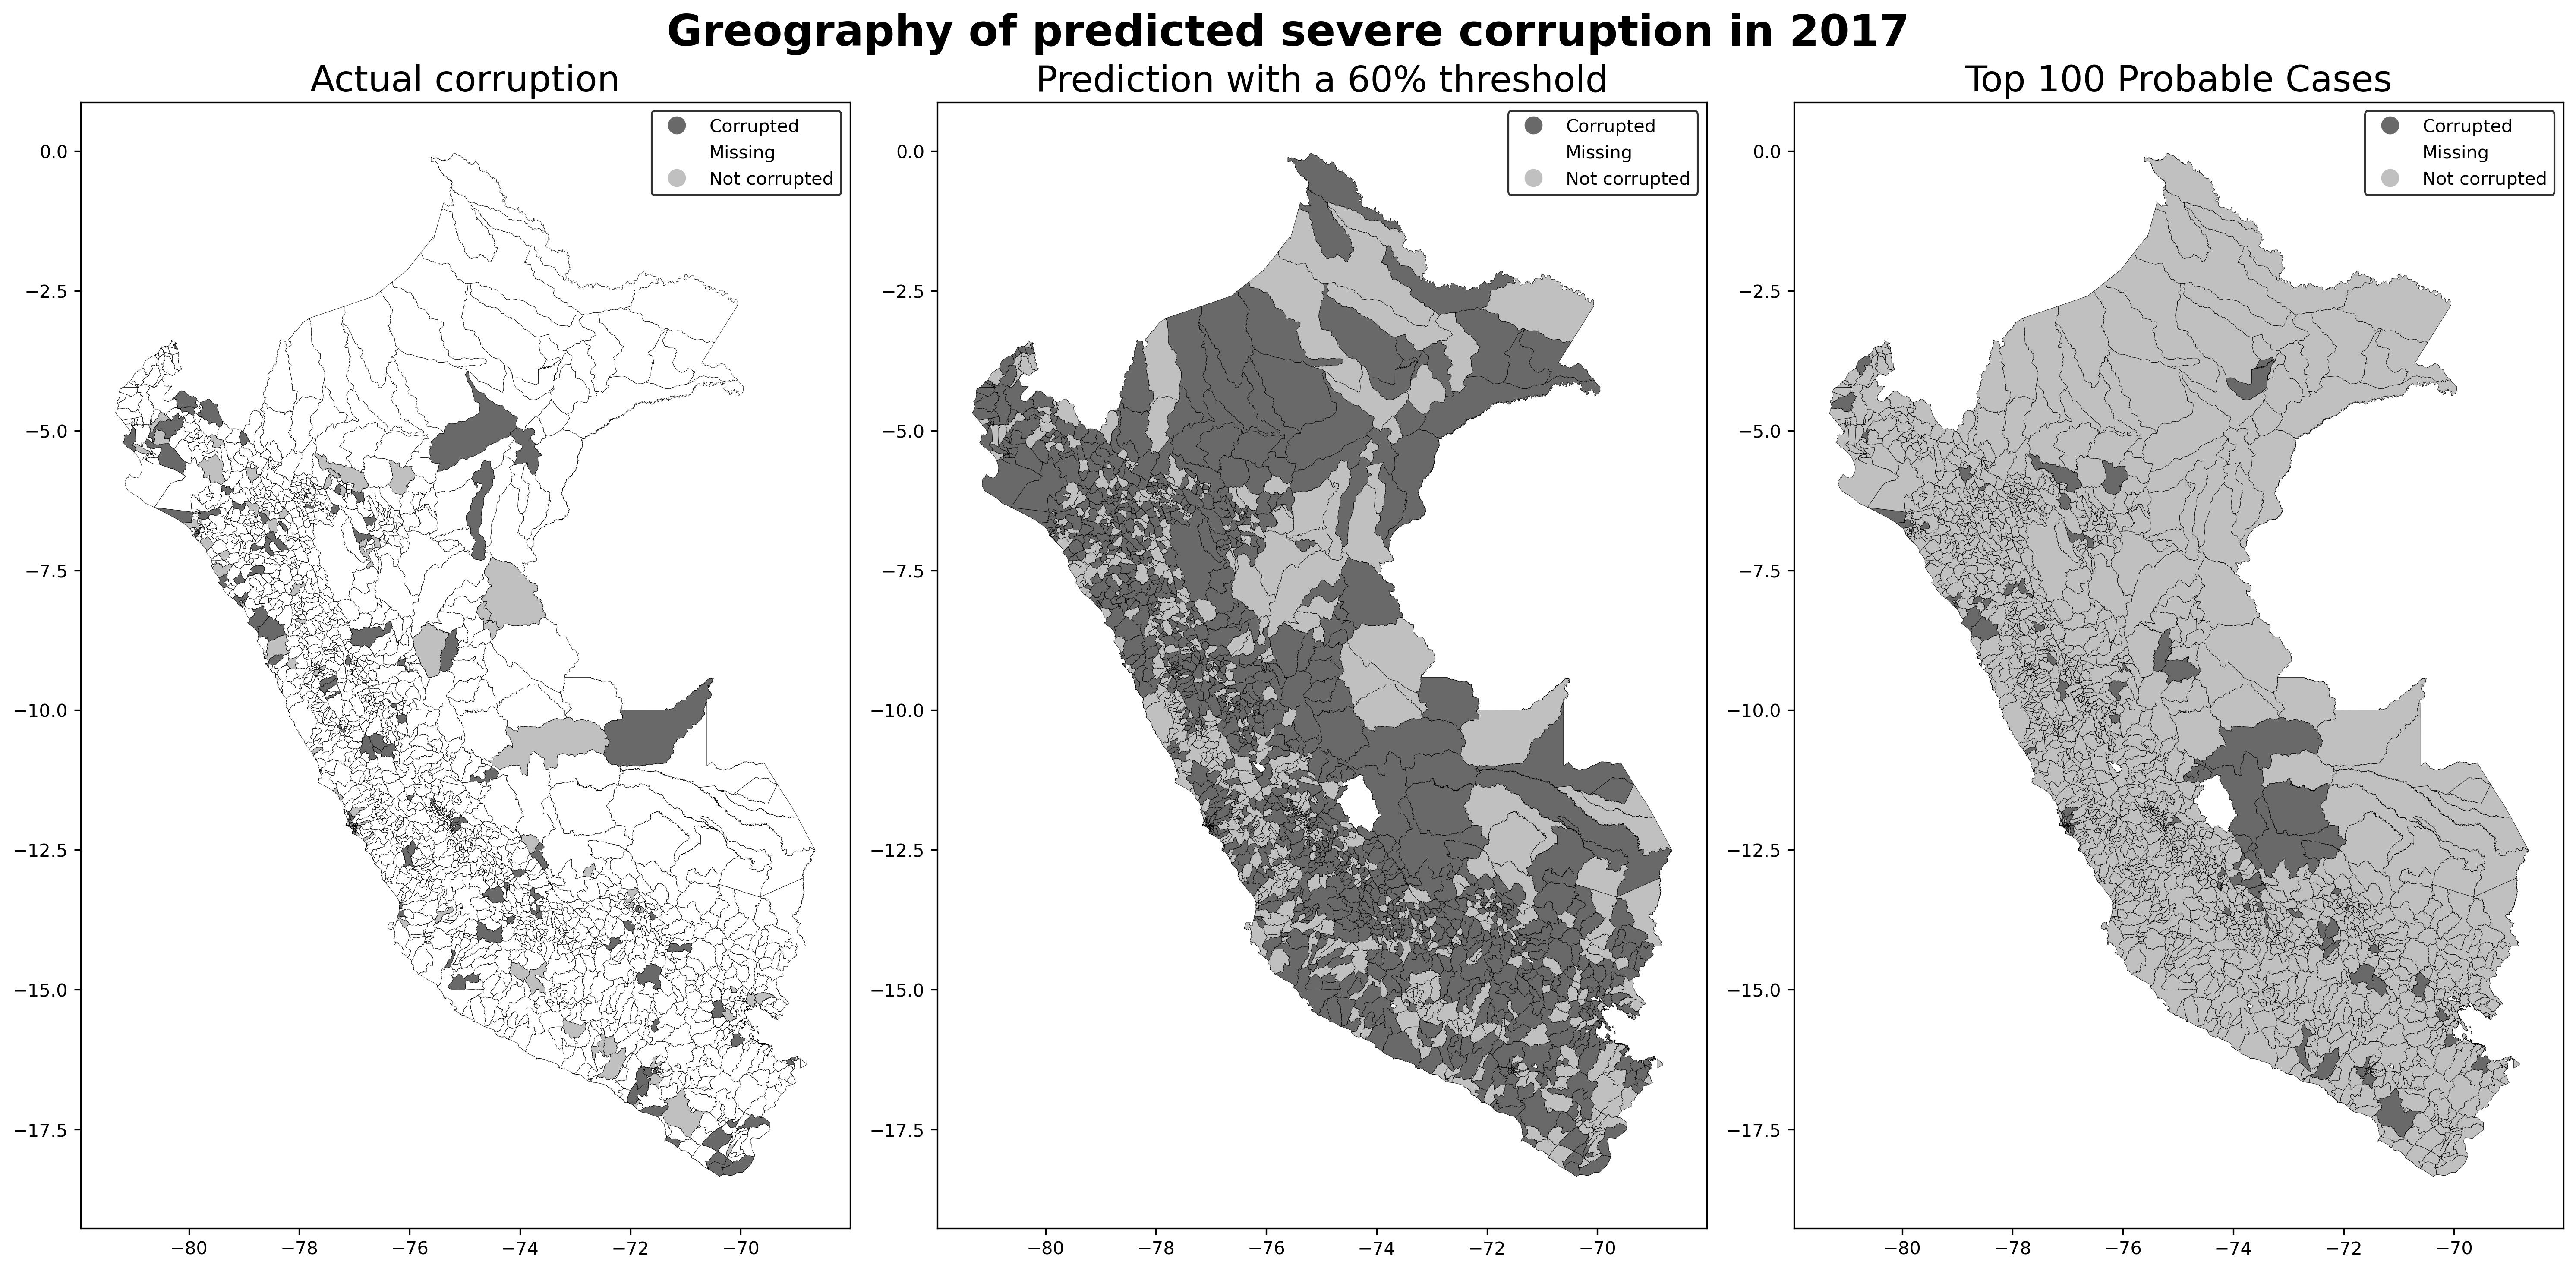 Greography of predicted severe corruption in 2017
Actual corruption
Corrupted
Missing
Not corrupted
0.0
−2.5
−5.0
−7.5
−10.0
−12.5
−15.0
−17.5
−80 −78 −76 −74 −72 −70
Prediction with a 60% threshold
Corrupted
Missing
Not corrupted
0.0
−2.5
−5.0
−7.5
−10.0
−12.5
−15.0
−17.5
−80 −78 −76 −74 −72 −70
Top 100 Probable Cases
Corrupted
Missing
Not corrupted
0.0
−2.5
−5.0
−7.5
−10.0
−12.5
−15.0
−17.5
−80 −78 −76 −74 −72 −70